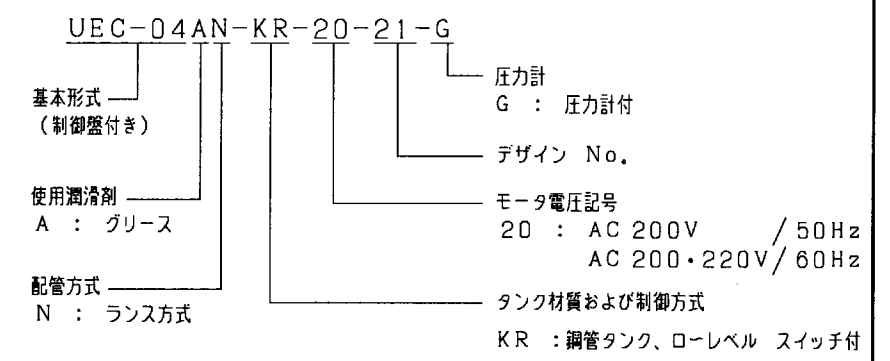 UEC-04AN-KR-20-21-G
圧力計
G : 圧力計付
デザイン No.
モータ電圧記号
20 : AC 200V /50Hz
AC 200・220V/60Hz
タンク材質および制御方式
KR :鋼管タンク、ローレベル スイッチ付
基本形式
(制御盤付き)
使用潤滑剤
A : グリース
配管方式
N : ランス方式